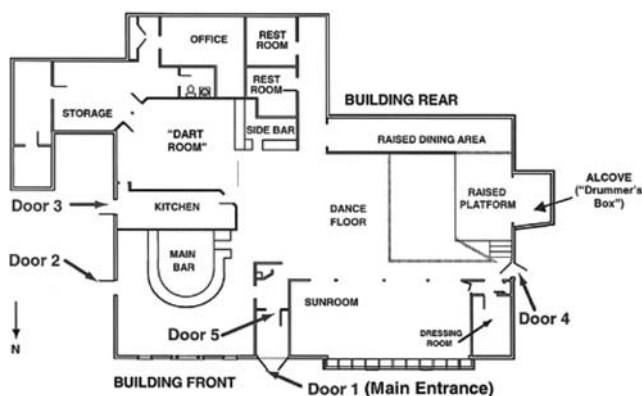 OFFICE
REST
ROOM
REST
ROOM
BUILDING REAR
STORAGE
"DART
ROOM"
SIDE BAR
RAISED DINING AREA
ALCOVE
("Drummer's
Box")
RAISED
PLATFORM
Door 3
KITCHEN
DANCE
FLOOR
Door 2
MAIN
BAR
SUNROOM
Door 5
Door 4
DRESSING
ROOM
N
BUILDING FRONT
Door 1 (Main Entrance)